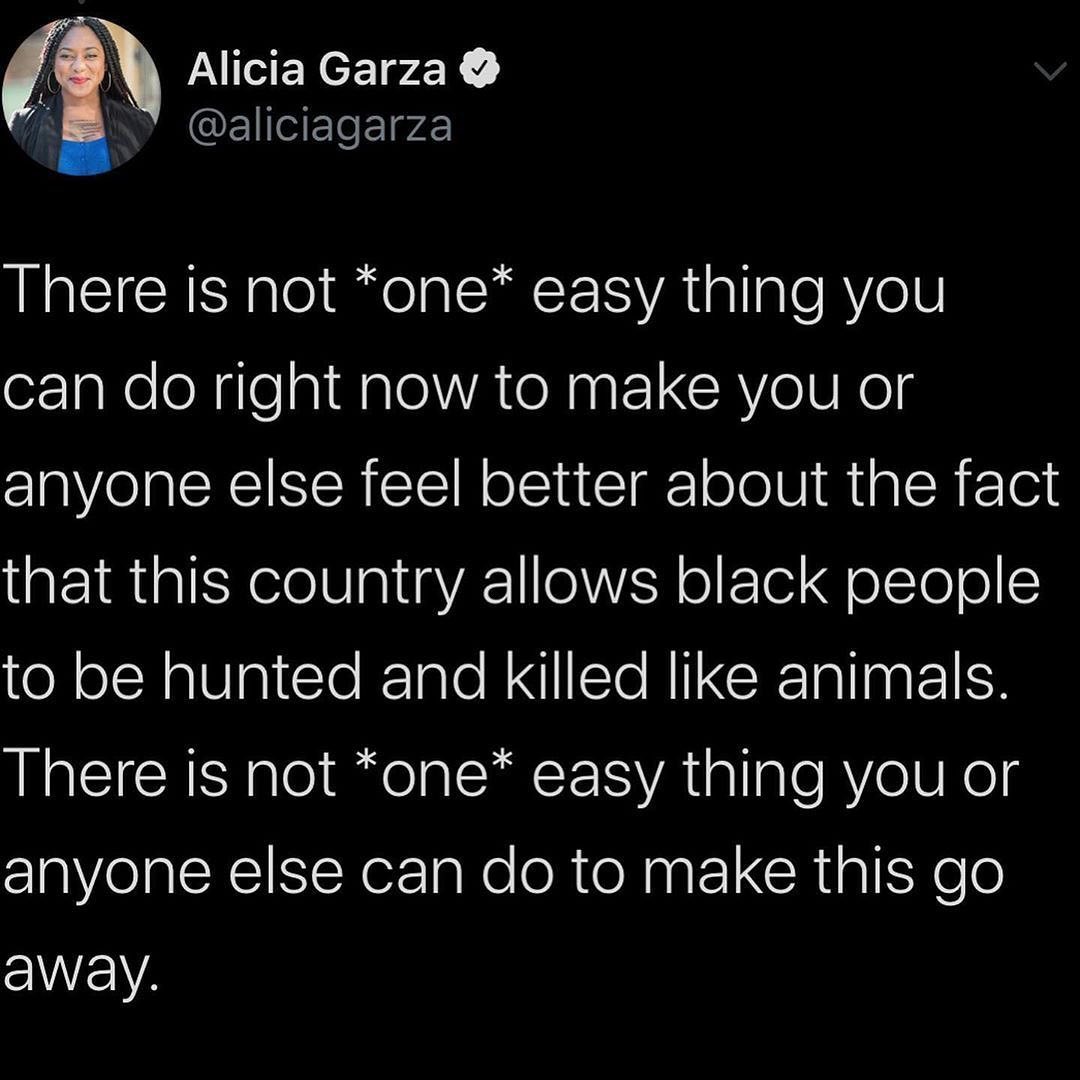 Alicia Garza
@aliciagarza
There is not *one* easy thing you
can do right now to make you or
anyone else feel better about the fact
that this country allows black people
to be hunted and killed like animals.
There is not *one* easy thing you or
anyone else can do to make this go
away.